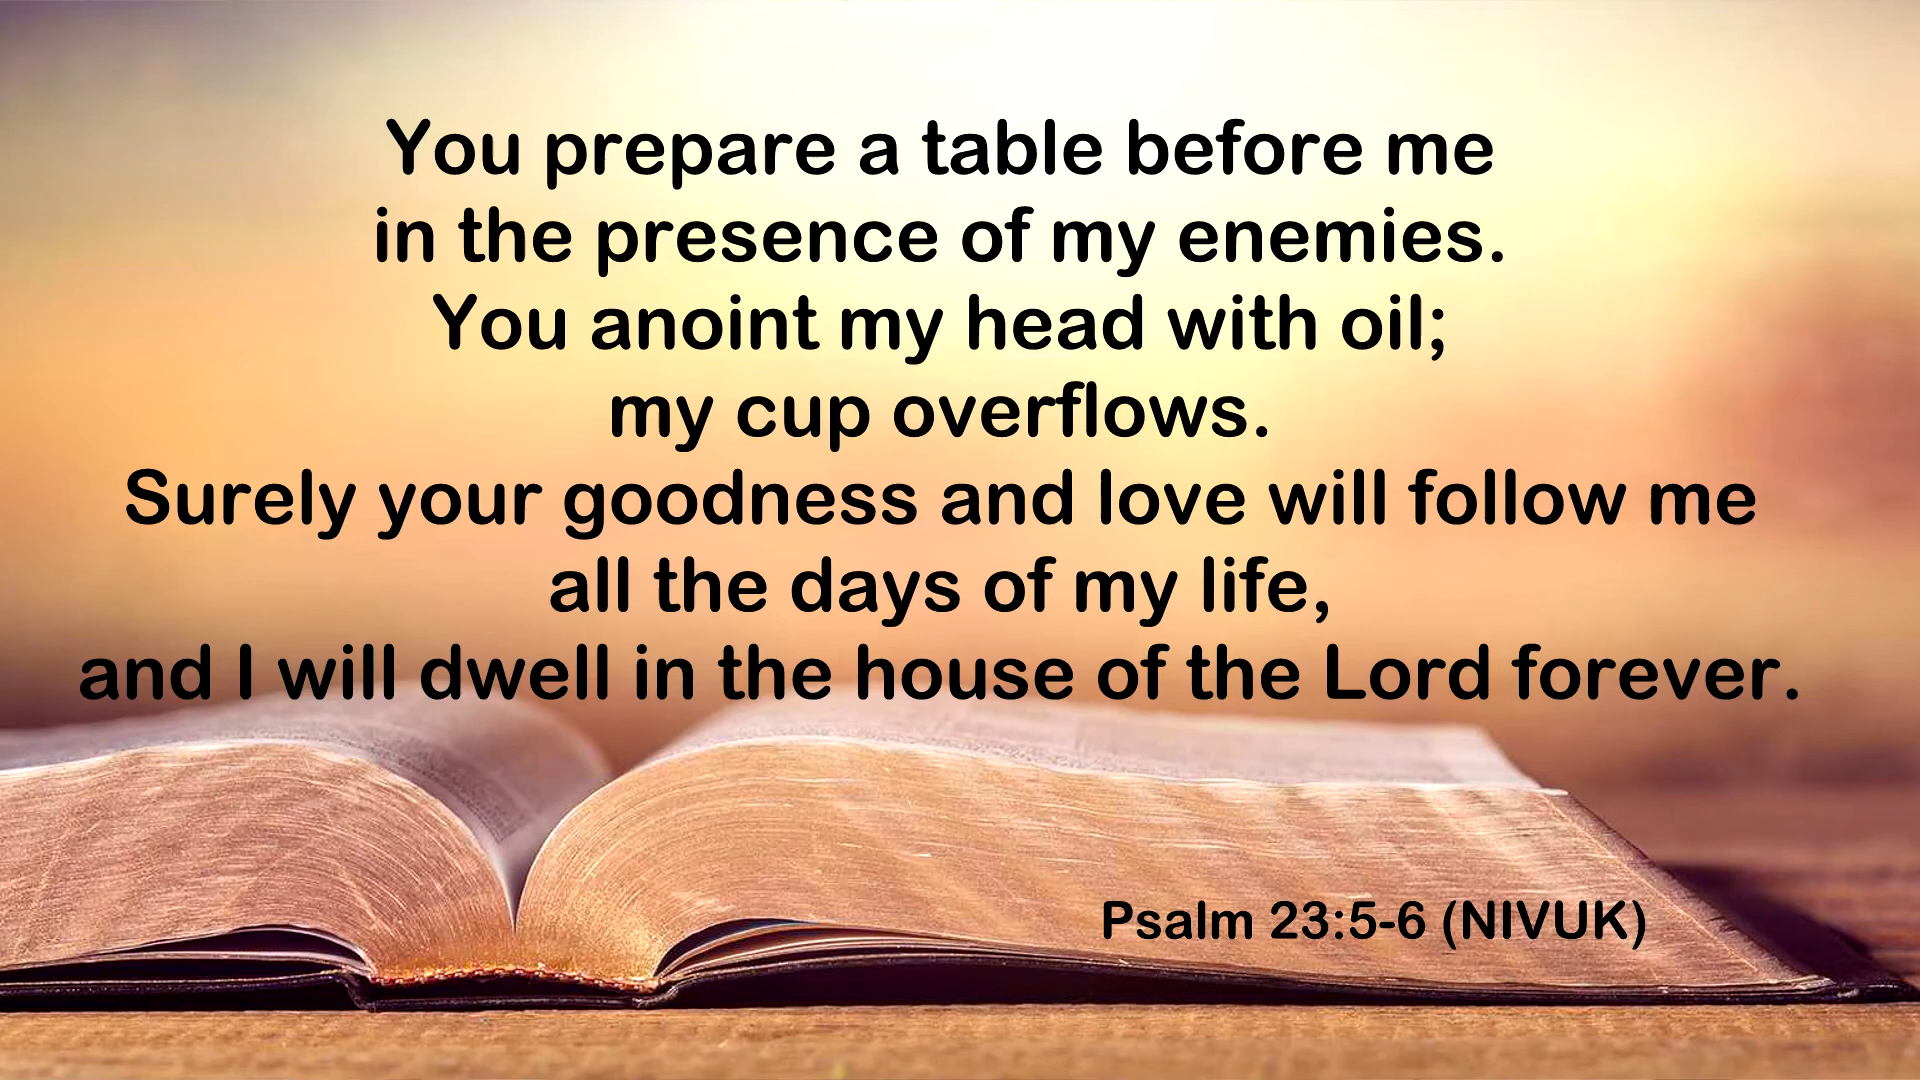 You prepare a table before me
in the presence of my enemies.
You anoint my head with oil;
my cup overflows.
Surely your goodness and love will follow me
all the days of my life,
and I will dwell in the house of the Lord forever.
Psalm 23:5-6 (NIVUK)